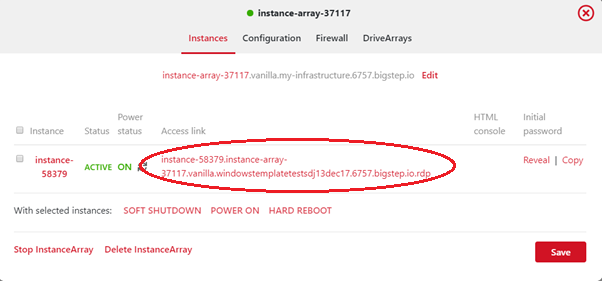 instance-array-37117
Instances Configuration Firewall DriveArrays
instance-array-37117.vanilla.my-infrastructure.6757.bigstep.io Edit
Instance Status Power status Access link HTML console Initial password
instance-58379 ACTIVE ON instance-58379.instance-array-
37117.vanilla.windowstemplatetestsdj13dec17.6757.bigstep.io.rdp Reveal | Copy
With selected instances: SOFT SHUTDOWN POWER ON HARD REBOOT
Stop InstanceArray Delete InstanceArray Save